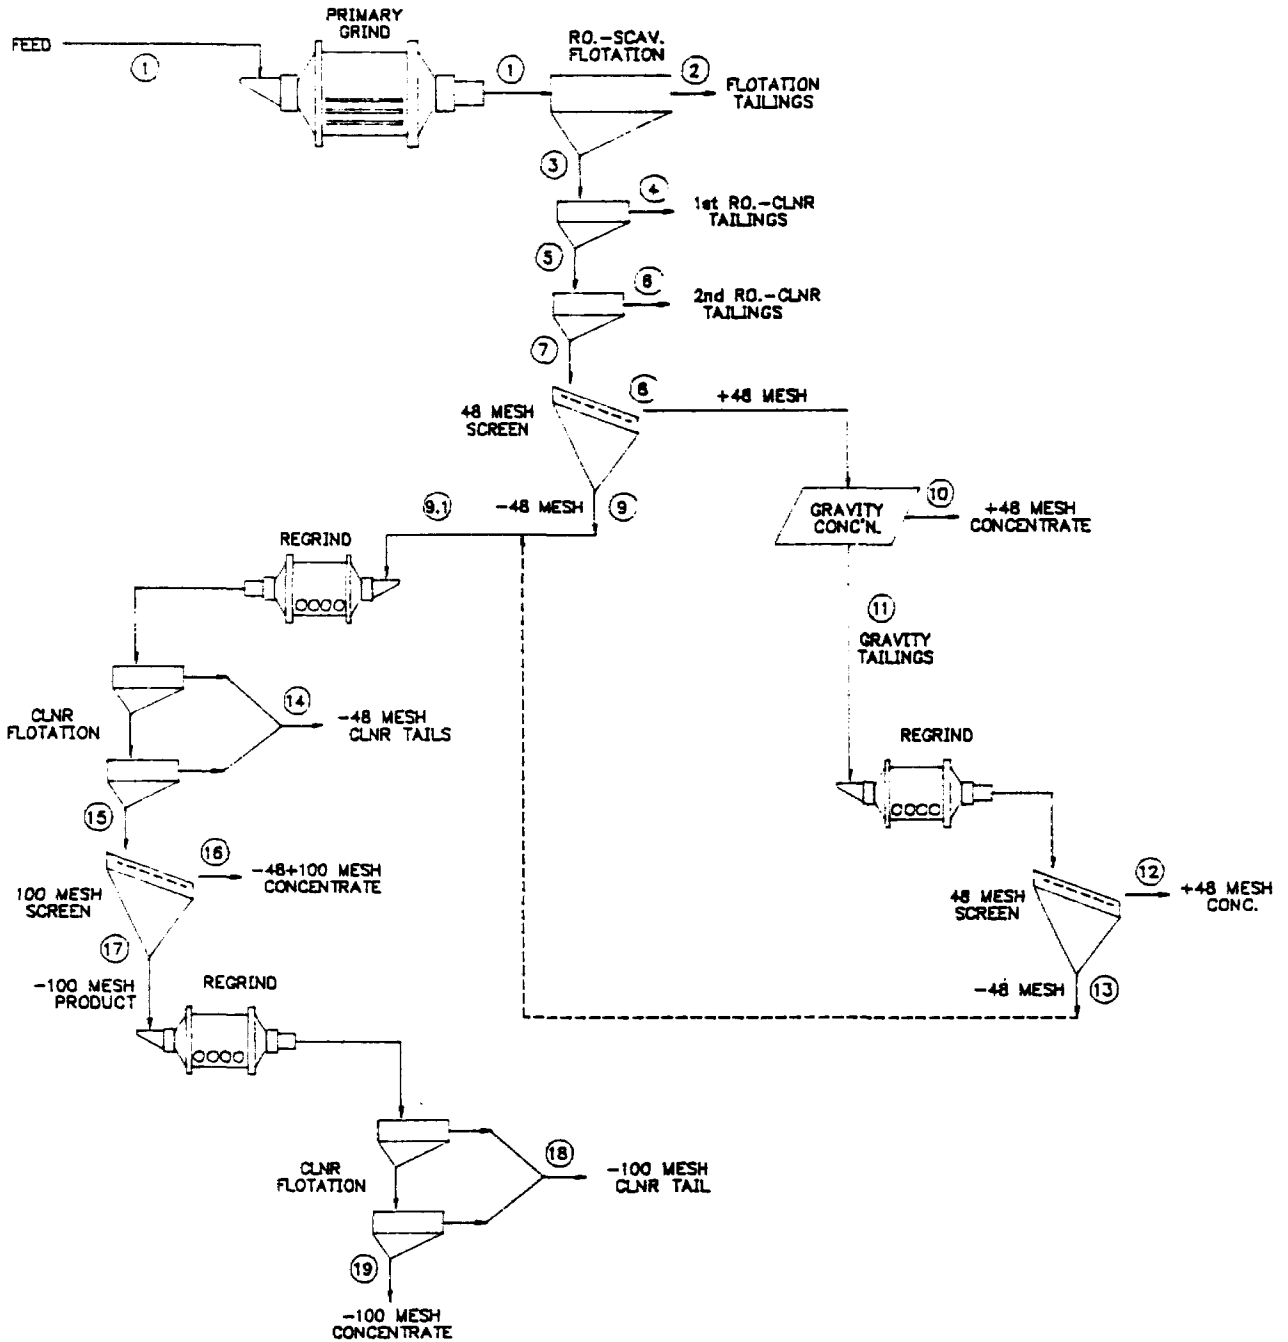 PRIMARY
GRIND
FEED
1
1
RO.-SCAV.
FLOTATION
2
FLOTATION
TAILINGS
3
4
1st RO.-CLNR
TAILINGS
5
6
2nd RO.-CLNR
TAILINGS
7
8
+48 MESH
48 MESH
SCREEN
9.1
-48 MESH
9
10
GRAVITY
CONC'N.
+48 MESH
CONCENTRATE
REGRIND
11
GRAVITY
TAILINGS
14
-48 MESH
CLNR TAILS
CLNR
FLOTATION
REGRIND
15
16
-48+100 MESH
CONCENTRATE
100 MESH
SCREEN
12
+48 MESH
CONC.
48 MESH
SCREEN
17
-100 MESH
PRODUCT
REGRIND
-48 MESH
13
18
-100 MESH
CLNR TAIL
CLNR
FLOTATION
19
-100 MESH
CONCENTRATE